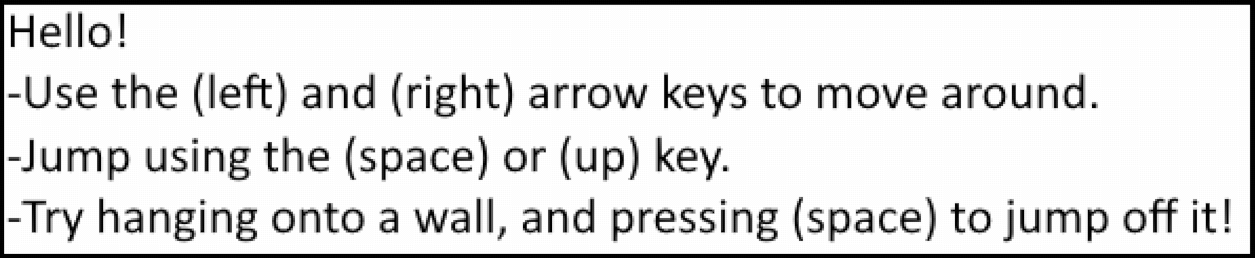 Hello!
-Use the (left) and (right) arrow keys to move around.
-Jump using the (space) or (up) key.
-Try hanging onto a wall, and pressing (space) to jump off it!